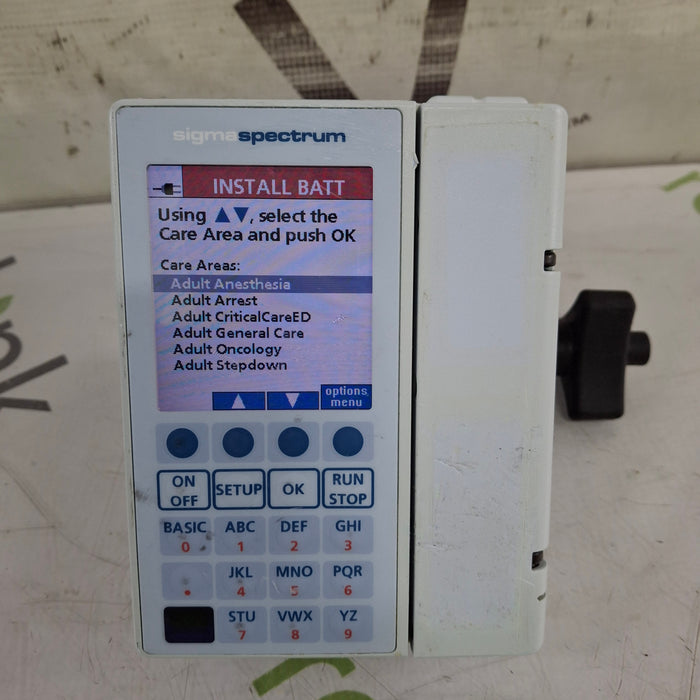 sigmaspectrum
INSTALL BATT
Using ▲▼, select the
Care Area and push OK
Care Areas:
Adult Anesthesia
Adult Arrest
Adult CriticalCareED
Adult General Care
Adult Oncology
Adult Stepdown
options
menu
ON
OFF
SETUP
OK
RUN
STOP
BASIC
0
ABC
1
DEF
2
GHI
3
.
JKL
4
MNO
5
PQR
6
STU
7
VWX
8
YZ
9